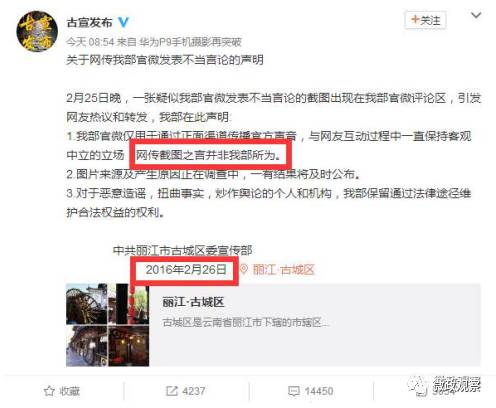 古宣发布
+关注
今天 08:54 来自 华为P9手机摄影再突破
关于网传我部官微发表不当言论的声明
2月25日晚，一张疑似我部官微发表不当言论的截图出现在我部官微评论区，引发
网友热议和转发，我部在此声明：
1.我部官微仅用于通过正面渠道传播官方声音，与网友互动过程中一直保持客观
中立的立场，网传截图之言并非我部所为。
2.图片来源及产生原因正在调查中，一有结果将及时公布。
3.对于恶意造谣，扭曲事实，炒作舆论的个人和机构，我部保留通过法律途径维
护合法权益的权利。
中共丽江市古城区委宣传部
2016年2月26日 丽江·古城区
丽江·古城区
古城区是云南省丽江市下辖的市辖区...
收藏 4237 14450
微政观察